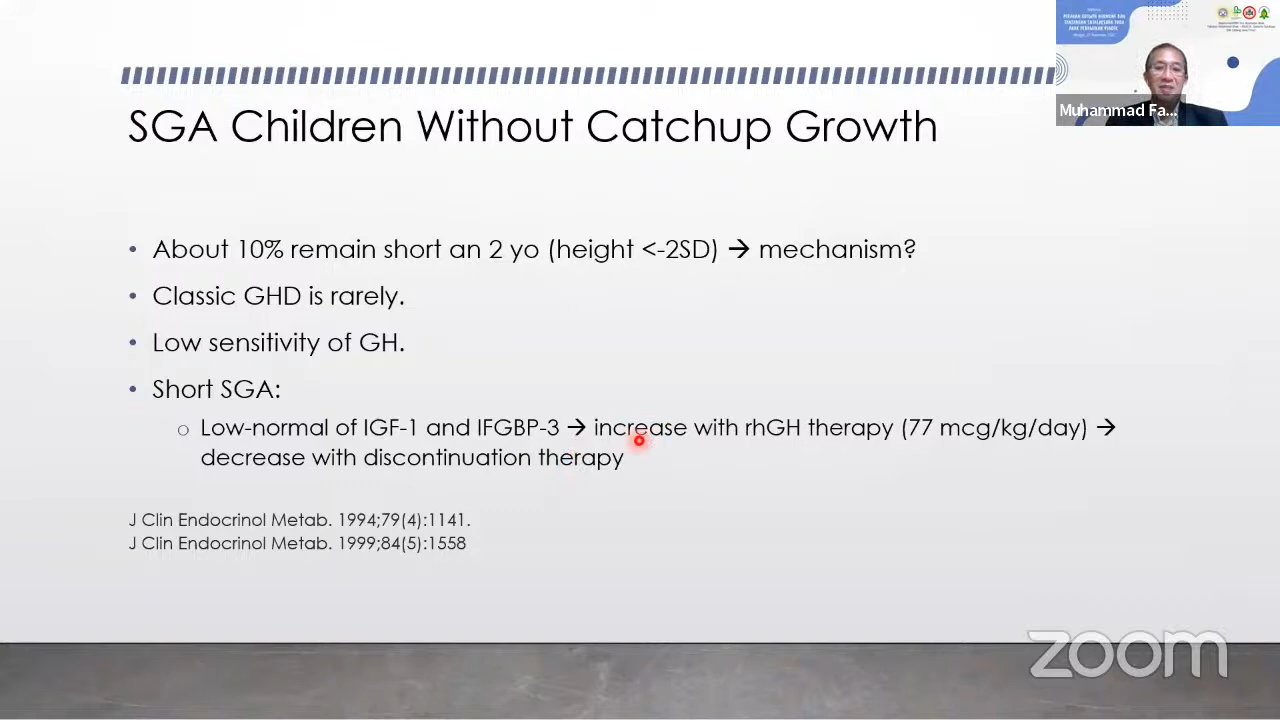 SGA Children Without Catchup Growth
Muhammad Fa...
• About 10% remain short an 2 yo (height <-2SD) → mechanism?
• Classic GHD is rarely.
• Low sensitivity of GH.
• Short SGA:
○ Low-normal of IGF-1 and IFGBP-3 → increase with rhGH therapy (77 mcg/kg/day) →
decrease with discontinuation therapy
J Clin Endocrinol Metab. 1994;79(4):1141.
J Clin Endocrinol Metab. 1999;84(5):1558
zoom